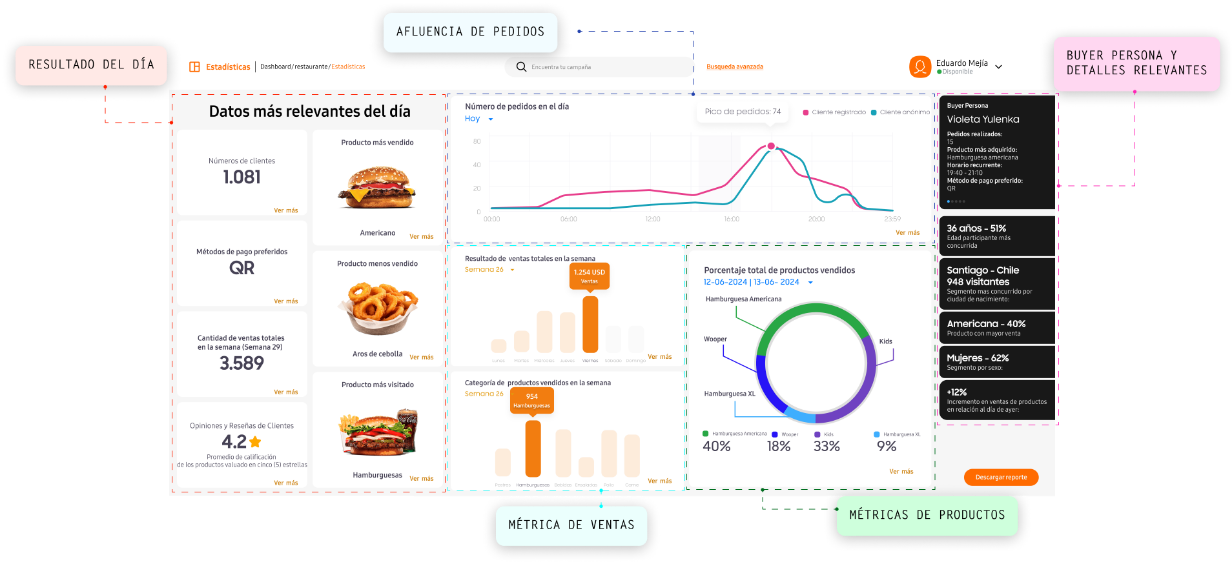 AFLUENCIA DE PEDIDOS
RESULTADO DEL DÍA
BUYER PERSONA Y
DETALLES RELEVANTES
Estadísticas
Dashboard/restaurante/Estadísticas
Encuentra tu campaña
Busqueda avanzada
Eduardo Mejía
Disponible
Datos más relevantes del día
Números de clientes
1.081
Ver más
Métodos de pago preferidos
QR
Ver más
Cantidad de ventas totales
en la semana (Semana 29)
3.589
Ver más
Opiniones y Reseñas de Clientes
4.2
Promedio de calificación
de los productos valuado en cinco (5) estrellas
Ver más
Producto más vendido
Americano
Ver más
Producto menos vendido
Aros de cebolla
Ver más
Producto más visitado
Hamburguesas
Ver más
Número de pedidos en el día
Hoy
Pico de pedidos: 74
Cliente registrado
Cliente anónimo
60
40
20
0
00:00
06:00
12:00
16:00
20:00
23:59
Ver más
Resultado de ventas totales en la semana
Semana 26
1.254 USD
Ventas
Lunes
Martes
Miércoles
Jueves
Viernes
Sábado
Domingo
Ver más
Categoría de productos vendidos en la semana
Semana 26
954
Hamburguesas
Hamburguesas
Bebidas
Ver más
Porcentaje total de productos vendidos
12-06-2024 | 13-06- 2024
Hamburguesa Americana
Wooper
Kids
Hamburguesa XL
Hamburguesa Americana
40%
Wooper
18%
Kids
33%
Hamburguesa XL
9%
Ver más
Buyer Persona
Violeta Yulenka
Pedidos realizados:
15
Producto más adquirido:
Hamburguesa americana
Horario recurrente:
19:40 - 21:10
Método de pago preferido:
QR
36 años - 51%
Edad participante más
concurrida
Santiago - Chile
948 visitantes
Segmento mas concurrido por
ciudad de nacimiento:
Americana - 40%
Producto con mayor venta
Mujeres - 62%
Segmento por sexo:
+12%
Incremento en ventas de productos
en relación al día de ayer:
Descargar reporte
MÉTRICA DE VENTAS
MÉTRICAS DE PRODUCTOS